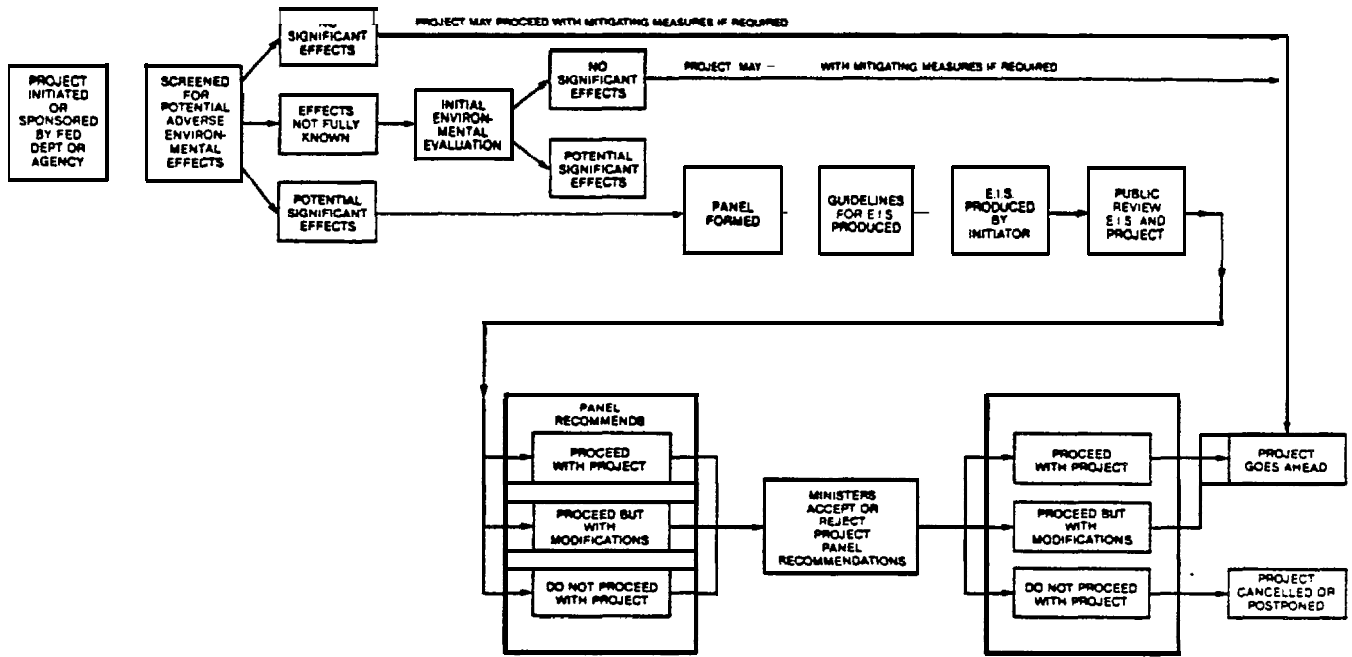 PROJECT MAY PROCEED WITH MITIGATING MEASURES IF REQUIRED
SIGNIFICANT
EFFECTS
PROJECT
INITIATED
OR
SPONSORED
BY FED
DEPT OR
AGENCY
SCREENED
FOR
POTENTIAL
ADVERSE
ENVIRON-
MENTAL
EFFECTS
EFFECTS
NOT FULLY
KNOWN
INITIAL
ENVIRON-
MENTAL
EVALUATION
NO
SIGNIFICANT
EFFECTS
PROJECT MAY — WITH MITIGATING MEASURES IF REQUIRED
POTENTIAL
SIGNIFICANT
EFFECTS
POTENTIAL
SIGNIFICANT
EFFECTS
PANEL
FORMED
GUIDELINES
FOR E.I.S.
PRODUCED
E.I.S.
PRODUCED
BY
INITIATOR
PUBLIC
REVIEW
E.I.S. AND
PROJECT
PANEL
RECOMMENDS
PROCEED
WITH PROJECT
PROCEED BUT
WITH
MODIFICATIONS
DO NOT PROCEED
WITH PROJECT
MINISTERS
ACCEPT OR
REJECT
PROJECT
PANEL
RECOMMENDATIONS
PROCEED
WITH PROJECT
PROCEED BUT
WITH
MODIFICATIONS
DO NOT PROCEED
WITH PROJECT
PROJECT
GOES AHEAD
PROJECT
CANCELLED OR
POSTPONED